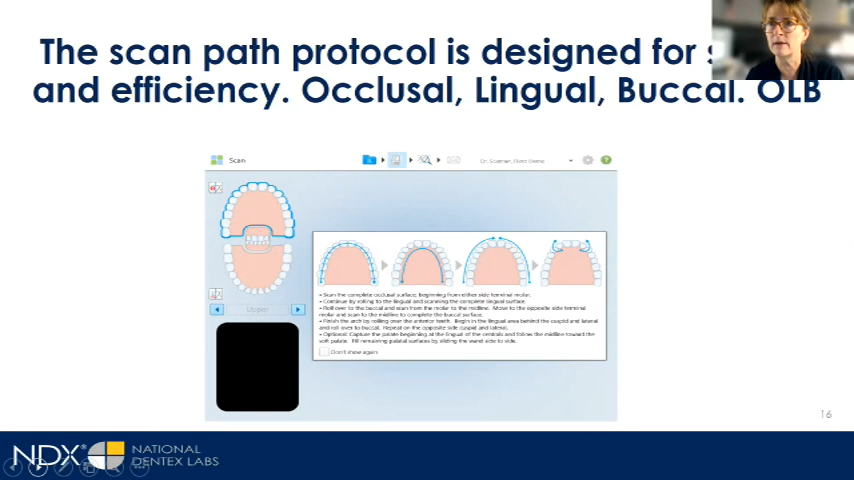 The scan path protocol is designed for
and efficiency. Occlusal, Lingual, Buccal. OLB
Scan
Dr. Scanner, Demo
Upper
• Scan the complete occlusal surface, beginning from either side terminal molar.
• Continue by rolling to the lingual and scanning the complete lingual surface.
• Roll over to the buccal and scan from the molar to the midline. Move to the opposite side terminal
molar and scan to the midline to complete the buccal surface.
• Finish the arch by rolling over the anterior teeth. Begin in the lingual area behind the cuspid and lateral
and roll over to buccal. Repeat on the opposite side cuspid and lateral.
• Optional: Capture the palate beginning at the lingual of the centrals and follow the midline toward the
soft palate. Fill remaining palatal surfaces by sliding the wand side to side.
Don't show again
16
NDX® NATIONAL
DENTEX LABS